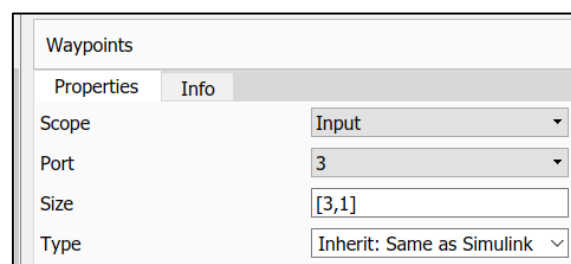 Waypoints
Properties Info
Scope Input
Port 3
Size [3,1]
Type Inherit: Same as Simulink